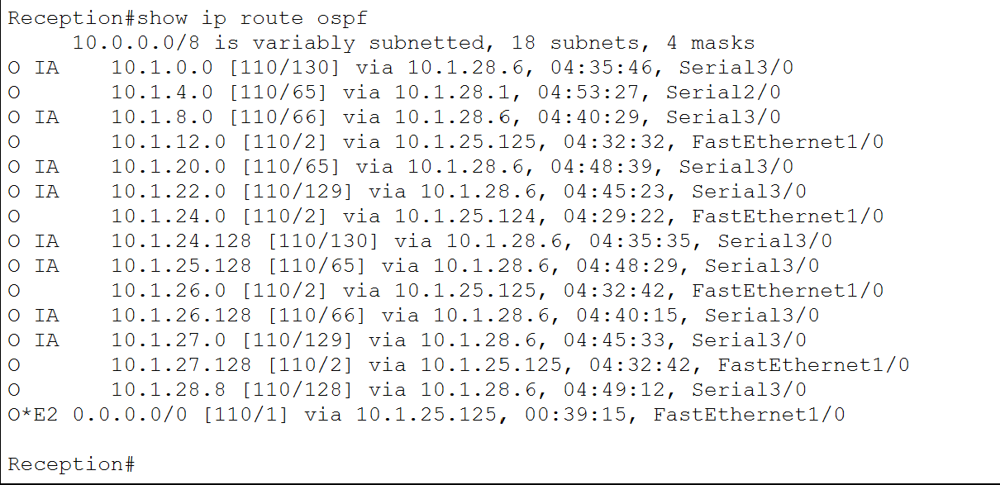 Reception#show ip route ospf
     10.0.0.0/8 is variably subnetted, 18 subnets, 4 masks
O IA    10.1.0.0 [110/130] via 10.1.28.6, 04:35:46, Serial3/0
O       10.1.4.0 [110/65] via 10.1.28.1, 04:53:27, Serial2/0
O IA    10.1.8.0 [110/66] via 10.1.28.6, 04:40:29, Serial3/0
O       10.1.12.0 [110/2] via 10.1.25.125, 04:32:32, FastEthernet1/0
O IA    10.1.20.0 [110/65] via 10.1.28.6, 04:48:39, Serial3/0
O IA    10.1.22.0 [110/129] via 10.1.28.6, 04:45:23, Serial3/0
O       10.1.24.0 [110/2] via 10.1.25.124, 04:29:22, FastEthernet1/0
O IA    10.1.24.128 [110/130] via 10.1.28.6, 04:35:35, Serial3/0
O IA    10.1.25.128 [110/65] via 10.1.28.6, 04:48:29, Serial3/0
O       10.1.26.0 [110/2] via 10.1.25.125, 04:32:42, FastEthernet1/0
O IA    10.1.26.128 [110/66] via 10.1.28.6, 04:40:15, Serial3/0
O IA    10.1.27.0 [110/129] via 10.1.28.6, 04:45:33, Serial3/0
O       10.1.27.128 [110/2] via 10.1.25.125, 04:32:42, FastEthernet1/0
O       10.1.28.8 [110/128] via 10.1.28.6, 04:49:12, Serial3/0
O*E2 0.0.0.0/0 [110/1] via 10.1.25.125, 00:39:15, FastEthernet1/0
Reception#